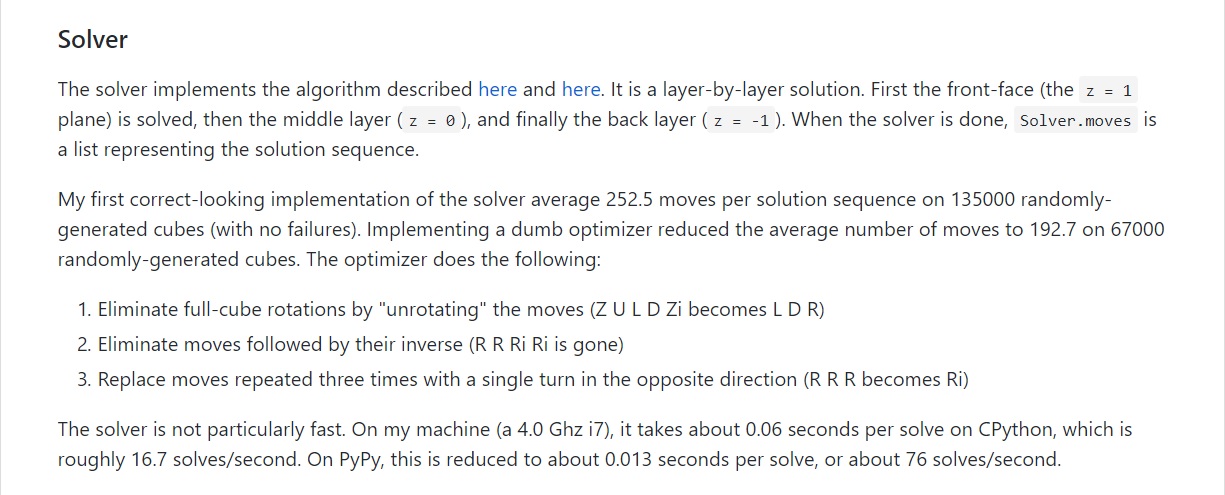 Solver
The solver implements the algorithm described here and here. It is a layer-by-layer solution. First the front-face (the z = 1
plane) is solved, then the middle layer ( z = 0 ), and finally the back layer ( z = -1 ). When the solver is done, Solver.moves is
a list representing the solution sequence.
My first correct-looking implementation of the solver average 252.5 moves per solution sequence on 135000 randomly-
generated cubes (with no failures). Implementing a dumb optimizer reduced the average number of moves to 192.7 on 67000
randomly-generated cubes. The optimizer does the following:
1. Eliminate full-cube rotations by "unrotating" the moves (Z U L D Zi becomes L D R)
2. Eliminate moves followed by their inverse (R R Ri Ri is gone)
3. Replace moves repeated three times with a single turn in the opposite direction (R R R becomes Ri)
The solver is not particularly fast. On my machine (a 4.0 Ghz i7), it takes about 0.06 seconds per solve on CPython, which is
roughly 16.7 solves/second. On PyPy, this is reduced to about 0.013 seconds per solve, or about 76 solves/second.